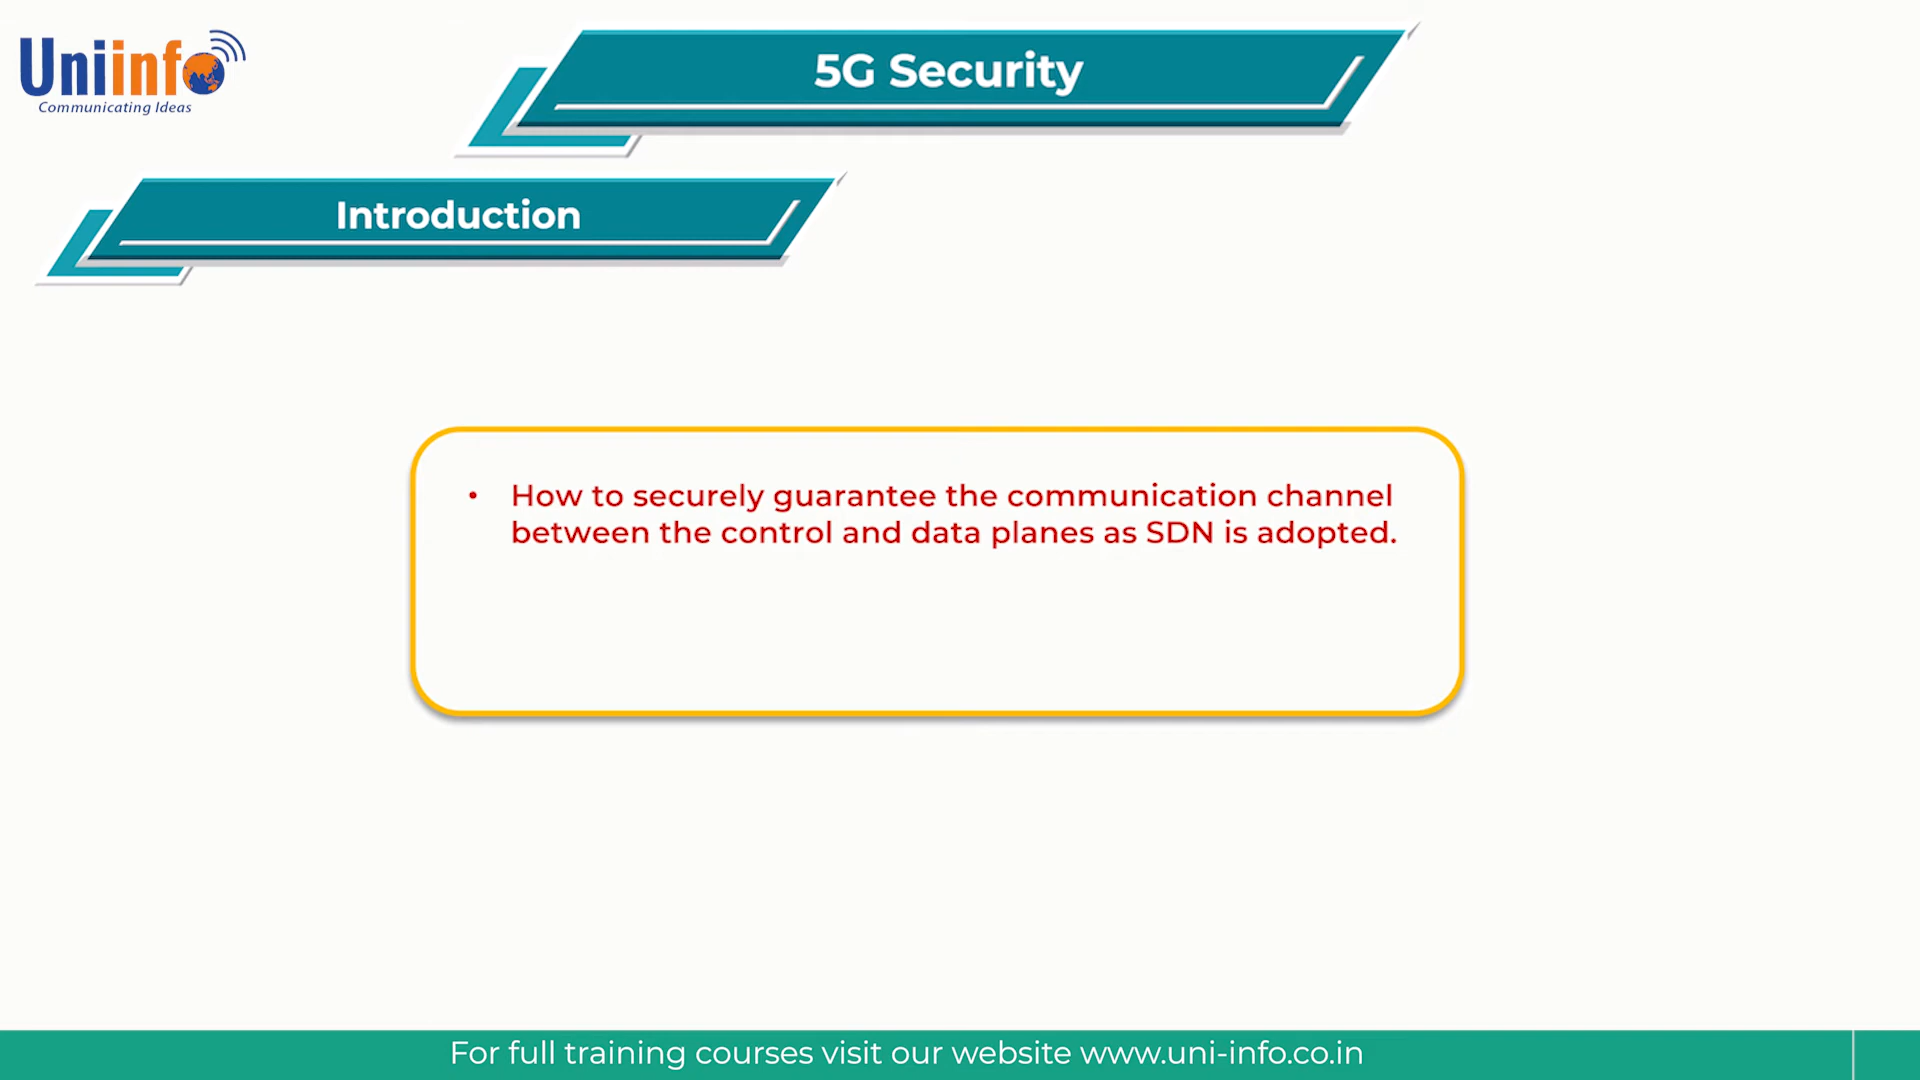 Uniinfo
Communicating Ideas
5G Security
Introduction
• How to securely guarantee the communication channel
between the control and data planes as SDN is adopted.
For full training courses visit our website www.uni-info.co.in